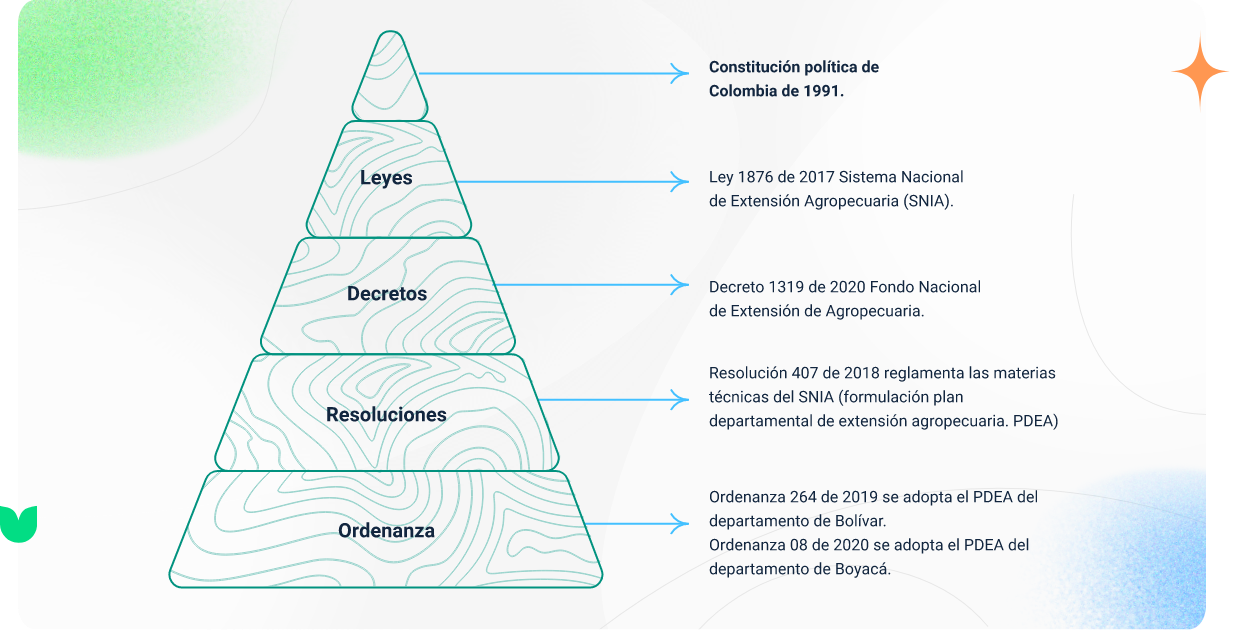 Constitución política de
Colombia de 1991.
Leyes
Ley 1876 de 2017 Sistema Nacional
de Extensión Agropecuaria (SNIA).
Decretos
Decreto 1319 de 2020 Fondo Nacional
de Extensión de Agropecuaria.
Resoluciones
Resolución 407 de 2018 reglamenta las materias
técnicas del SNIA (formulación plan
departamental de extensión agropecuaria. PDEA)
Ordenanza
Ordenanza 264 de 2019 se adopta el PDEA del
departamento de Bolívar.
Ordenanza 08 de 2020 se adopta el PDEA del
departamento de Boyacá.